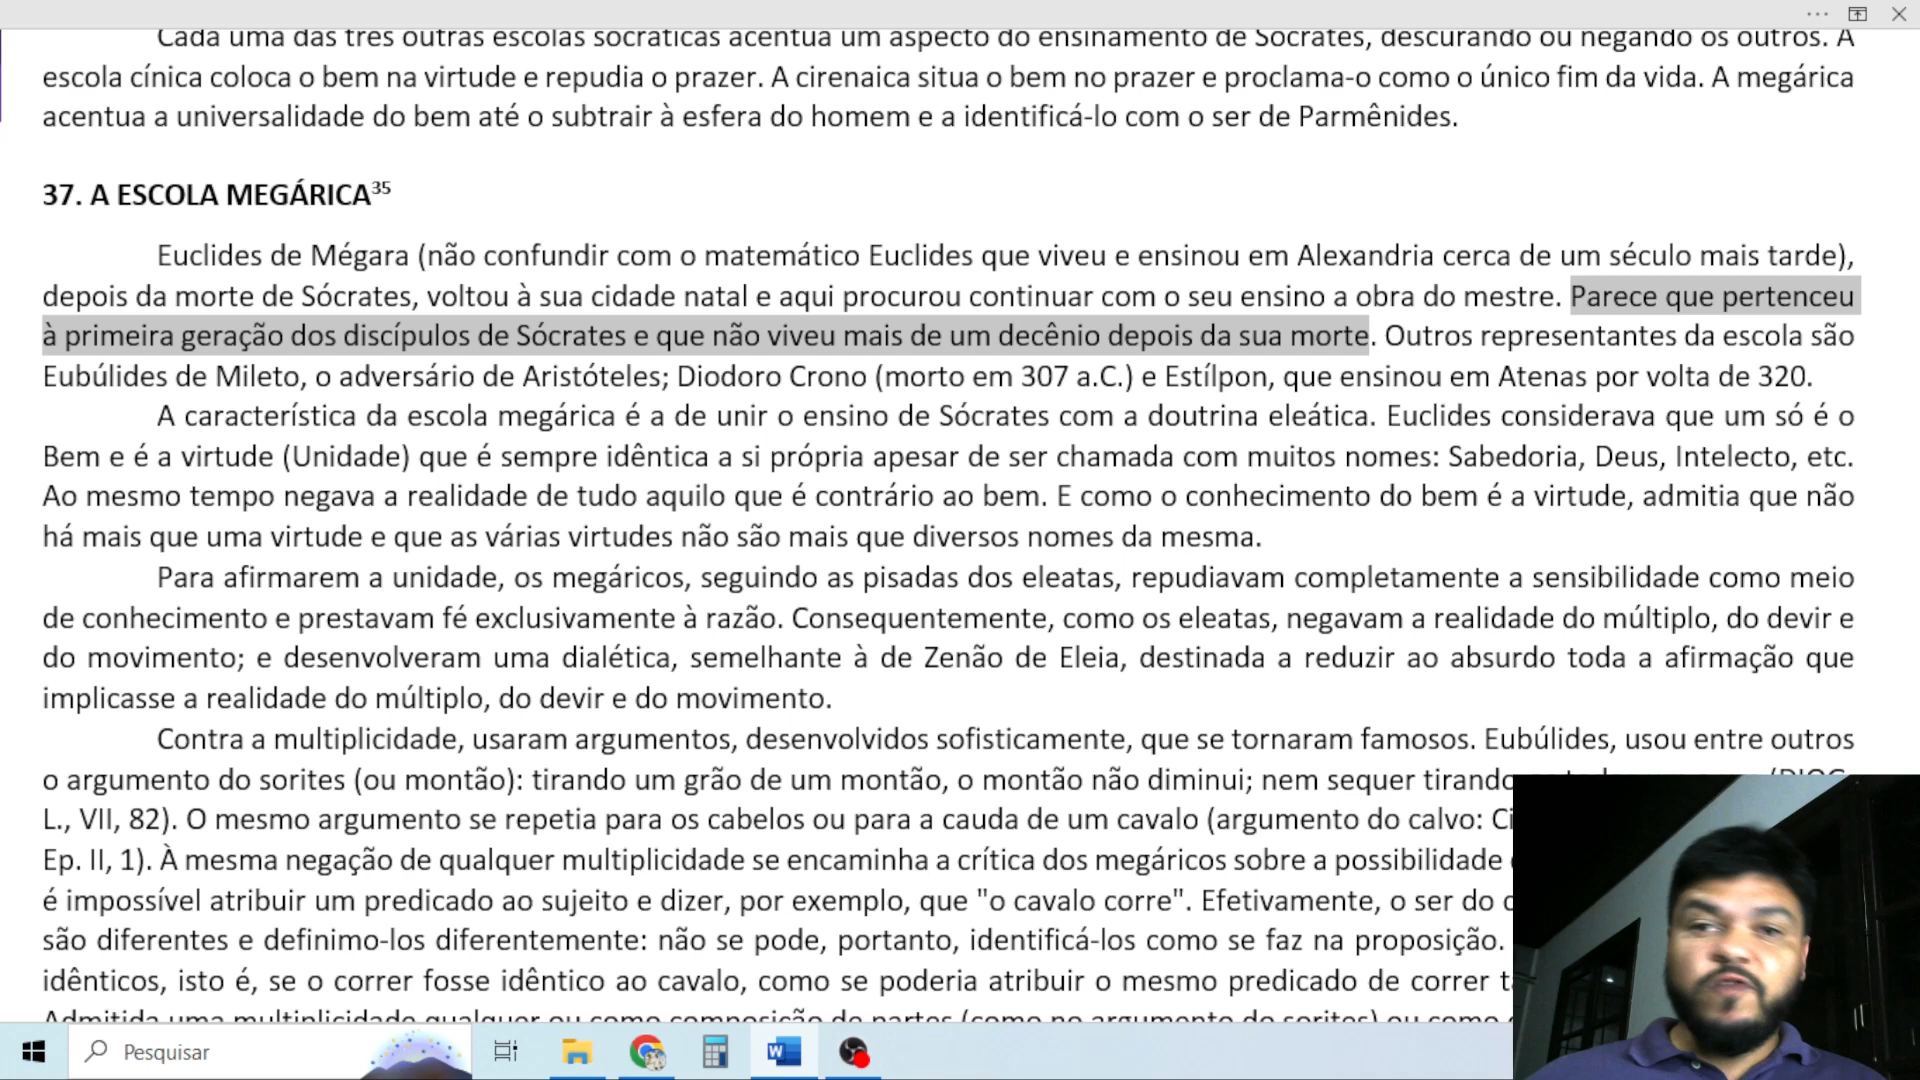 Cada uma das três outras escolas socráticas acentua um aspecto do ensinamento de Sócrates, descurando ou negando os outros. A
escola cínica coloca o bem na virtude e repudia o prazer. A cirenaica situa o bem no prazer e proclama-o como o único fim da vida. A megárica
acentua a universalidade do bem até o subtrair à esfera do homem e a identificá-lo com o ser de Parmênides.
37. A ESCOLA MEGÁRICA³⁵
Euclides de Mégara (não confundir com o matemático Euclides que viveu e ensinou em Alexandria cerca de um século mais tarde),
depois da morte de Sócrates, voltou à sua cidade natal e aqui procurou continuar com o seu ensino a obra do mestre. Parece que pertenceu
à primeira geração dos discípulos de Sócrates e que não viveu mais de um decênio depois da sua morte. Outros representantes da escola são
Eubúlides de Mileto, o adversário de Aristóteles; Diodoro Crono (morto em 307 a.C.) e Estílpon, que ensinou em Atenas por volta de 320.
A característica da escola megárica é a de unir o ensino de Sócrates com a doutrina eleática. Euclides considerava que um só é o
Bem e é a virtude (Unidade) que é sempre idêntica a si própria apesar de ser chamada com muitos nomes: Sabedoria, Deus, Intelecto, etc.
Ao mesmo tempo negava a realidade de tudo aquilo que é contrário ao bem. E como o conhecimento do bem é a virtude, admitia que não
há mais que uma virtude e que as várias virtudes não são mais que diversos nomes da mesma.
Para afirmarem a unidade, os megáricos, seguindo as pisadas dos eleatas, repudiavam completamente a sensibilidade como meio
de conhecimento e prestavam fé exclusivamente à razão. Consequentemente, como os eleatas, negavam a realidade do múltiplo, do devir e
do movimento; e desenvolveram uma dialética, semelhante à de Zenão de Eleia, destinada a reduzir ao absurdo toda a afirmação que
implicasse a realidade do múltiplo, do devir e do movimento.
Contra a multiplicidade, usaram argumentos, desenvolvidos sofisticamente, que se tornaram famosos. Eubúlides, usou entre outros
o argumento do sorites (ou montão): tirando um grão de um montão, o montão não diminui; nem sequer tirando
L., VII, 82). O mesmo argumento se repetia para os cabelos ou para a cauda de um cavalo (argumento do calvo:
Ep. II, 1). À mesma negação de qualquer multiplicidade se encaminha a crítica dos megáricos sobre a possibilidade
é impossível atribuir um predicado ao sujeito e dizer, por exemplo, que "o cavalo corre". Efetivamente, o ser do
são diferentes e definimo-los diferentemente: não se pode, portanto, identificá-los como se faz na proposição.
idênticos, isto é, se o correr fosse idêntico ao cavalo, como se poderia atribuir o mesmo predicado de correr
Admitida uma multiplicidade qualquer ou como composição de partes (como no argumento do sorites) ou como
Pesquisar